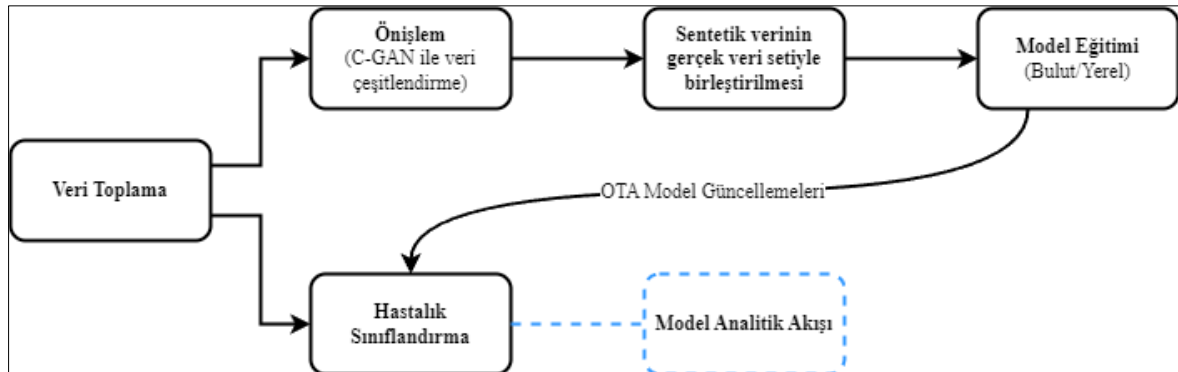 Önişlem
(C-GAN ile veri
çeşitlendirme)
Sentetik verinin
gerçek veri setiyle
birleştirilmesi
Model Eğitimi
(Bulut/Yerel)
Veri Toplama
OTA Model Güncellemeleri
Hastalık
Sınıflandırma
Model Analitik Akışı